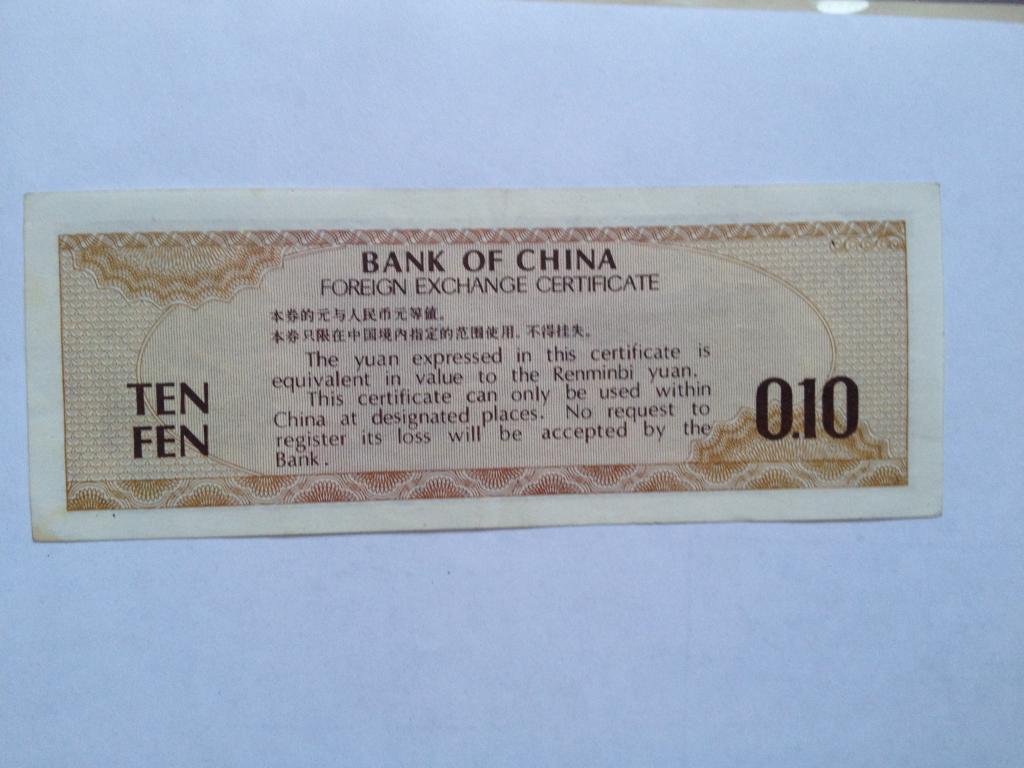 BANK OF CHINA
FOREIGN EXCHANGE CERTIFICATE
本券的元与人民币元等值。
本券只限在中国境内指定的范围使用，不得挂失。
The yuan expressed in this certificate is
equivalent in value to the Renminbi yuan.
This certificate can only be used within
China at designated places. No request to
register its loss will be accepted by the
Bank.
TEN
FEN
0.10